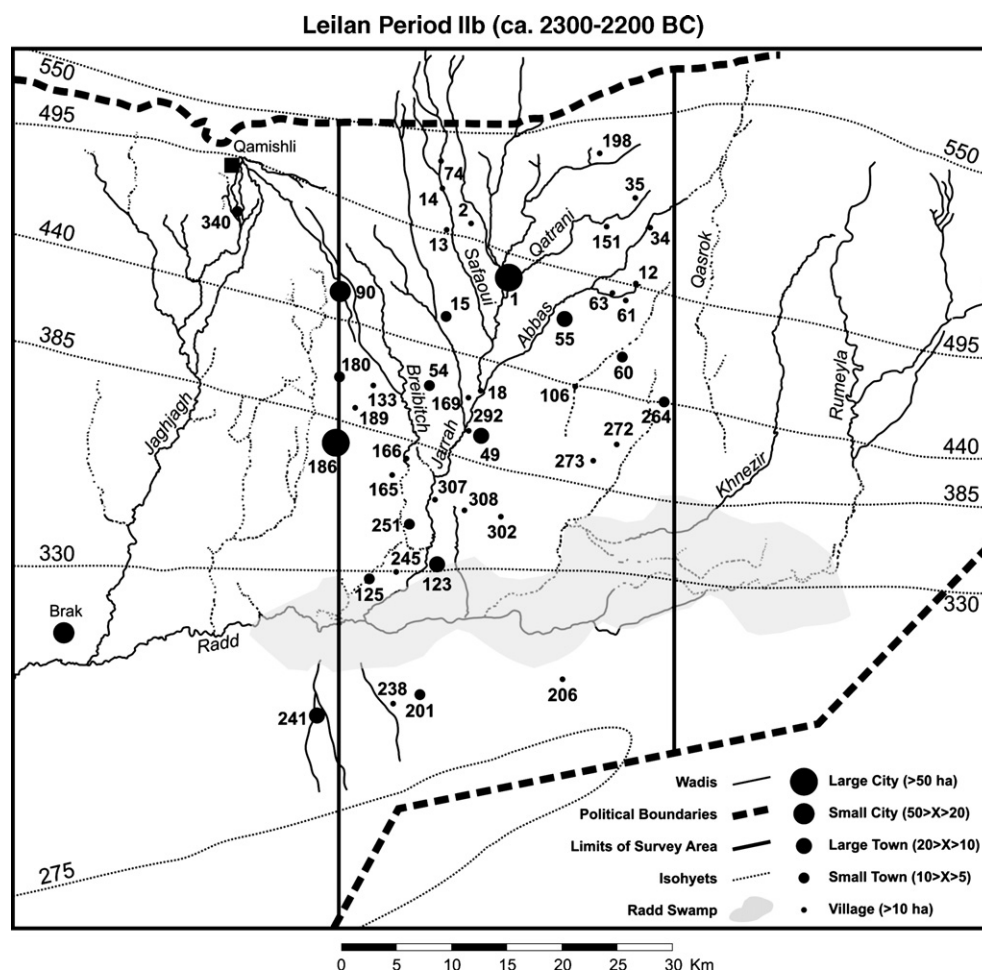 Leilan Period IIb (ca. 2300-2200 BC)
550
495
Qamishli
198
550
74
14
35
340
2
13
Qatrani
151
34
Safaoui
Qasrok
440
12
1
90
15
Abbas
63
61
55
495
385
180
54
60
Breibitch
133
169
18
106
Rumeyla
189
292
264
Jaghjagh
Jarrah
272
440
186
166
49
273
Khnezir
165
307
308
385
251
302
330
245
123
125
330
Brak
Radd
238
201
206
241
275
Wadis
Large City (>50 ha)
Political Boundaries
Small City (50>X>20)
Limits of Survey Area
Large Town (20>X>10)
Isohyets
Small Town (10>X>5)
Radd Swamp
Village (>10 ha)
0 5 10 15 20 25 30 Km